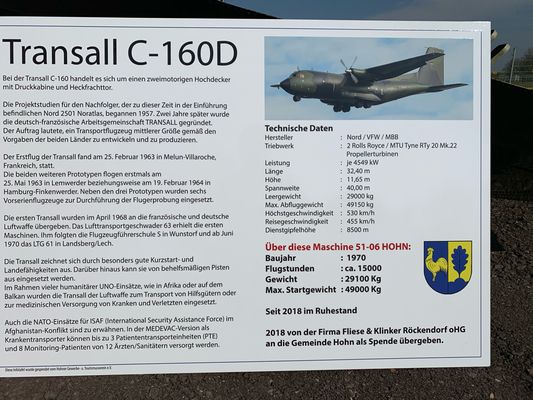 Transall C-160D
Bei der Transall C-160 handelt es sich um einen zweimotorigen Hochdecker
mit Druckkabine und Heckfrachttor.
Die Projektstudien für den Nachfolger, der zu dieser Zeit in der Einführung
befindlichen Nord 2501 Noratlas, begannen 1957. Zwei Jahre später wurde
die deutsch-französische Arbeitsgemeinschaft TRANSALL gegründet.
Der Auftrag lautete, ein Transportflugzeug mittlerer Größe gemäß den
Vorgaben der beiden Länder zu entwickeln und zu produzieren.
Der Erstflug der Transall fand am 25. Februar 1963 in Melun-Villaroche,
Frankreich, statt.
Die beiden weiteren Prototypen flogen erstmals am
25. Mai 1963 in Lemwerder beziehungsweise am 19. Februar 1964 in
Hamburg-Finkenwerder. Neben den drei Prototypen wurden sechs
Vorserienflugzeuge zur Durchführung der Flugerprobung eingesetzt.
Die ersten Transall wurden im April 1968 an die französische und deutsche
Luftwaffe übergeben. Das Lufttransportgeschwader 63 erhielt die ersten
Maschinen. Ihm folgten die Flugzeugführerschule S in Wunstorf und ab Juni
1970 das LTG 61 in Landsberg/Lech.
Die Transall zeichnet sich durch besonders gute Kurzstart- und
Landefähigkeiten aus. Darüber hinaus kann sie von behelfsmäßigen Pisten
aus eingesetzt werden.
Im Rahmen vieler humanitärer UNO-Einsätze, wie in Afrika oder auf dem
Balkan wurden die Transall der Luftwaffe zum Transport von Hilfsgütern oder
zur medizinischen Versorgung von Kranken und Verletzten eingesetzt.
Auch die NATO-Einsätze für ISAF (International Security Assistance Force) im
Afghanistan-Konflikt sind zu erwähnen. In der MEDEVAC-Version als
Krankentransporter können bis zu 3 Patiententransporteinheiten (PTE)
und 8 Monitoring-Patienten von 12 Ärzten/Sanitätern versorgt werden.
Technische Daten
Hersteller : Nord / VFW / MBB
Triebwerk : 2 Rolls Royce / MTU Tyne RTy 20 Mk.22
Propellerturbinen
Leistung : je 4549 kW
Länge : 32,40 m
Höhe : 11,65 m
Spannweite : 40,00 m
Leergewicht : 29000 kg
Max. Abfluggewicht : 49150 kg
Höchstgeschwindigkeit : 530 km/h
Reisegeschwindigkeit : 455 km/h
Dienstgipfelhöhe : 8500 m
Über diese Maschine 51-06 HOHN:
Baujahr : 1970
Flugstunden : ca. 15000
Gewicht : 29100 Kg
Max. Startgewicht : 49000 Kg
Seit 2018 im Ruhestand
2018 von der Firma Fliese & Klinker Röckendorf oHG
an die Gemeinde Hohn als Spende übergeben.